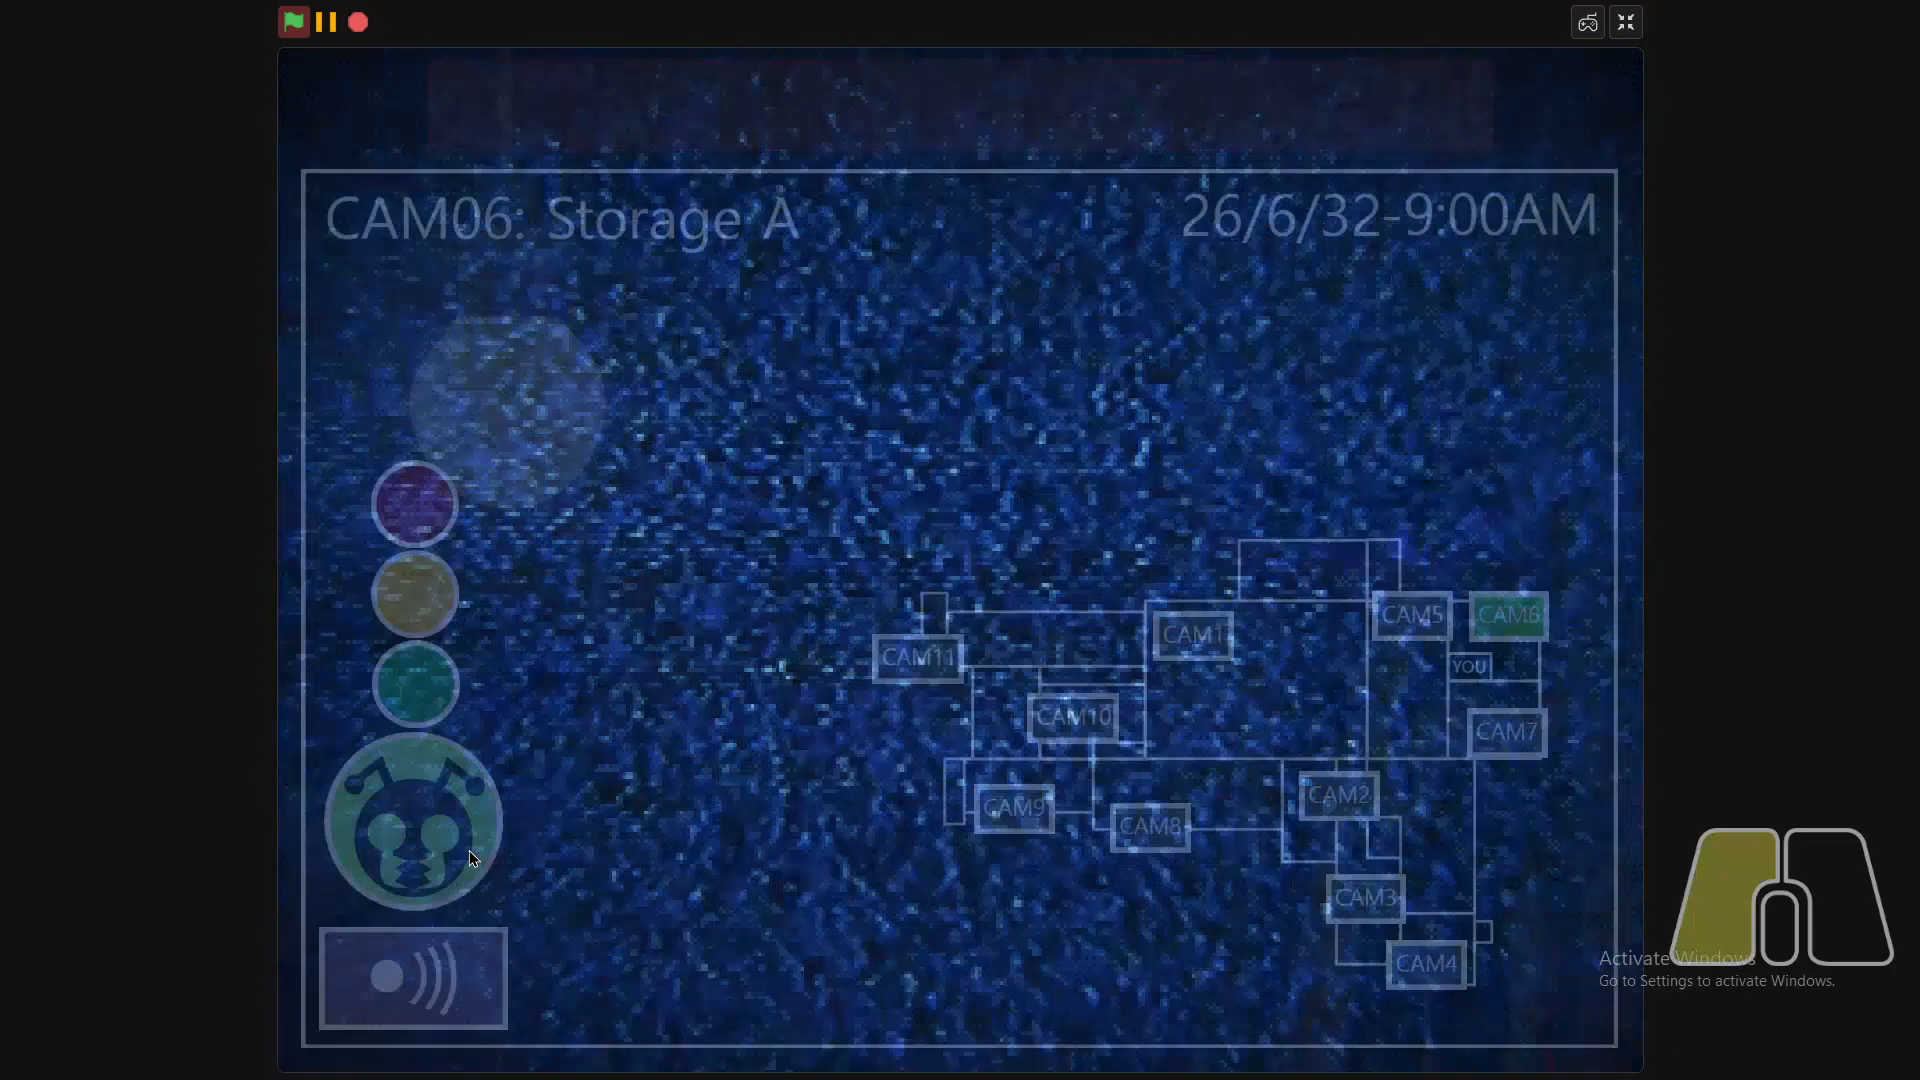 CAM06: Storage A
26/6/32-9:00AM
CAM5
CAM6
CAM1
CAM11
YOU
CAM10
CAM7
CAM2
CAM9
CAM8
CAM3
CAM4
Activate Windows
Go to Settings to activate Windows.